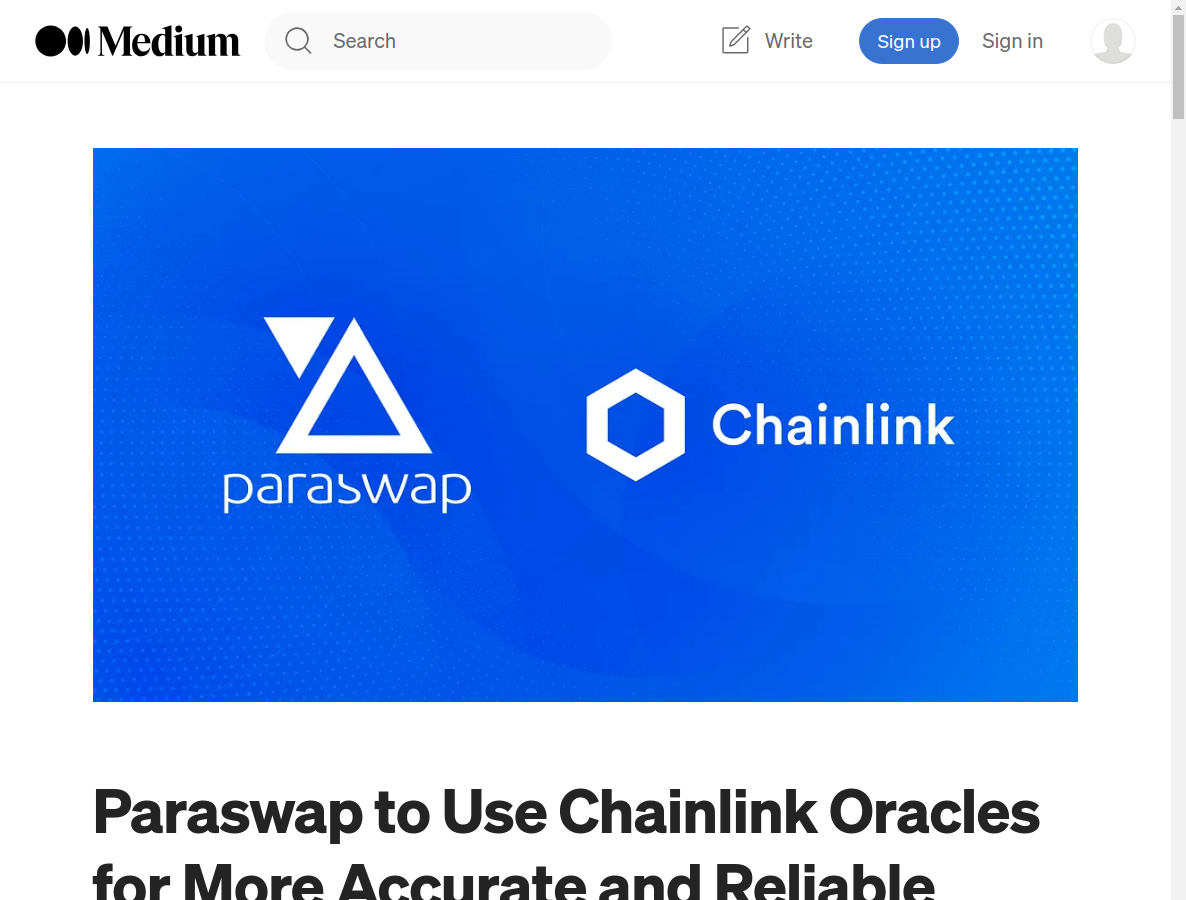 Medium
Search
Write
Sign up
Sign in
paraswap
Chainlink
Paraswap to Use Chainlink Oracles
for More Accurate and Reliable